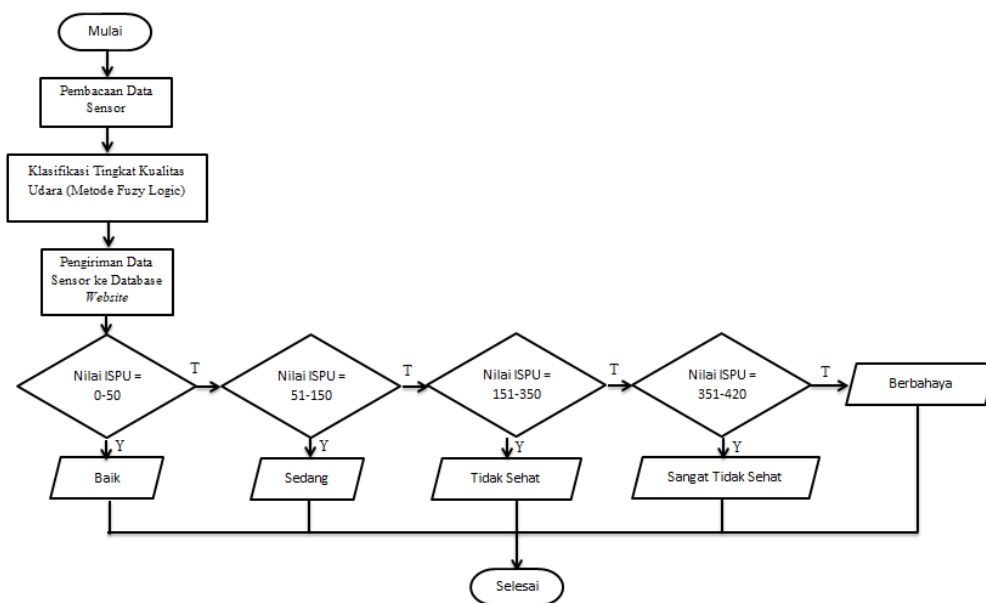 Mulai
Pembacaan Data
Sensor
Klasifikasi Tingkat Kualitas
Udara (Metode Fuzy Logic)
Pengiriman Data
Sensor ke Database
Website
Nilai ISPU =
0-50
T
Nilai ISPU =
51-150
T
Nilai ISPU =
151-350
T
Nilai ISPU =
351-420
T
Berbahaya
Y
Y
Y
Y
Baik
Sedang
Tidak Sehat
Sangat Tidak Sehat
Selesai